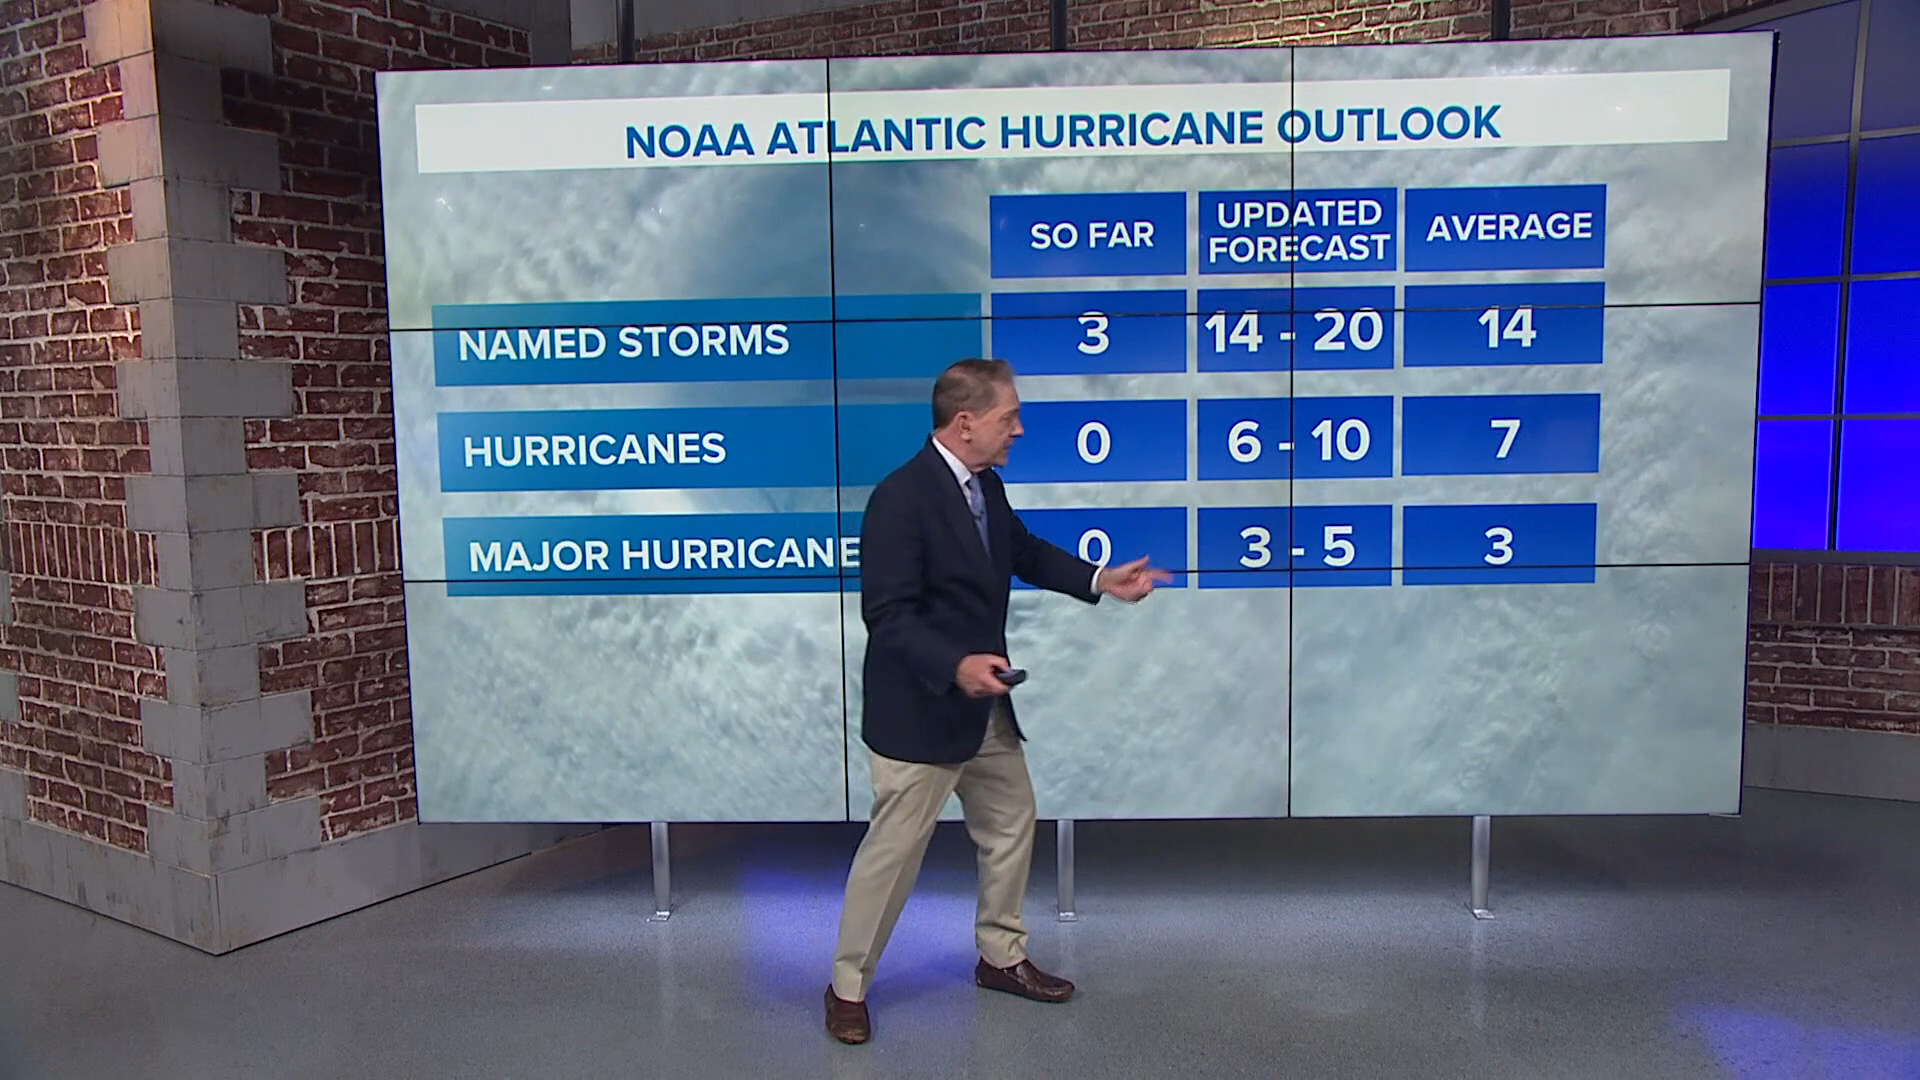 NOAA ATLANTIC HURRICANE OUTLOOK
SO FAR
UPDATED
FORECAST
AVERAGE
NAMED STORMS
3
14 - 20
14
HURRICANES
0
6 - 10
7
MAJOR HURRICANE
0
3 - 5
3